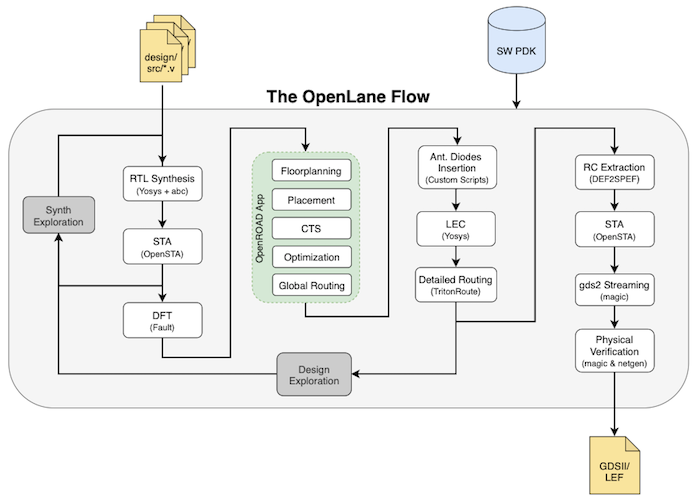 design/
src/*.v
SW PDK
The OpenLane Flow
RTL Synthesis
(Yosys + abc)
Synth
Exploration
STA
(OpenSTA)
DFT
(Fault)
OpenROAD App
Floorplanning
Placement
CTS
Optimization
Global Routing
Design
Exploration
Ant. Diodes
Insertion
(Custom Scripts)
LEC
(Yosys)
Detailed Routing
(TritonRoute)
RC Extraction
(DEF2SPEF)
STA
(OpenSTA)
gds2 Streaming
(magic)
Physical
Verification
(magic & netgen)
GDSII/
LEF